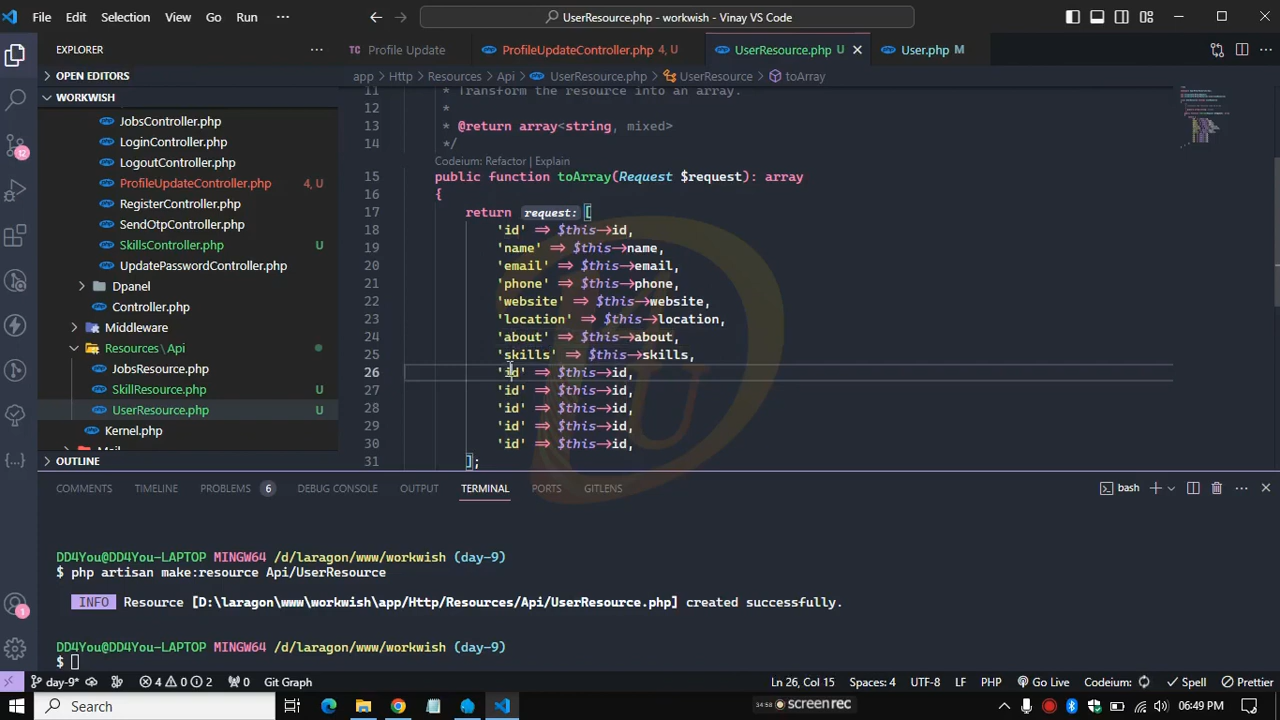 File Edit Selection View Go Run ··· UserResource.php - workwish - Vinay VS Code
EXPLORER ···
OPEN EDITORS
WORKWISH
JobsController.php
LoginController.php
LogoutController.php
ProfileUpdateController.php 4, U
RegisterController.php
SendOtpController.php
SkillsController.php U
UpdatePasswordController.php
Dpanel
Controller.php
Middleware
Resources\Api
JobsResource.php
SkillResource.php U
UserResource.php U
Kernel.php
OUTLINE
Profile Update ProfileUpdateController.php 4, U UserResource.php U User.php M
app > Http > Resources > Api > UserResource.php > UserResource > toArray
11 * Transform the resource into an array.
12 *
13 * @return array<string, mixed>
14 */
Codeium: Refactor | Explain
15 public function toArray(Request $request): array
16 {
17 return request:[
18 'id' => $this->id,
19 'name' => $this->name,
20 'email' => $this->email,
21 'phone' => $this->phone,
22 'website' => $this->website,
23 'location' => $this->location,
24 'about' => $this->about,
25 'skills' => $this->skills,
26 'id' => $this->id,
27 'id' => $this->id,
28 'id' => $this->id,
29 'id' => $this->id,
30 'id' => $this->id,
31 ];
COMMENTS TIMELINE PROBLEMS 6 DEBUG CONSOLE OUTPUT TERMINAL PORTS GITLENS bash
DD4You@DD4You-LAPTOP MINGW64 /d/laragon/www/workwish (day-9)
$ php artisan make:resource Api/UserResource
INFO Resource [D:\laragon\www\workwish\app/Http/Resources/Api/UserResource.php] created successfully.
DD4You@DD4You-LAPTOP MINGW64 /d/laragon/www/workwish (day-9)
$
day-9* 4 0 2 0 Git Graph Ln 26, Col 15 Spaces: 4 UTF-8 LF PHP Go Live Codeium: Spell Prettier
Search 34:58 screenrec 06:49 PM
12
1